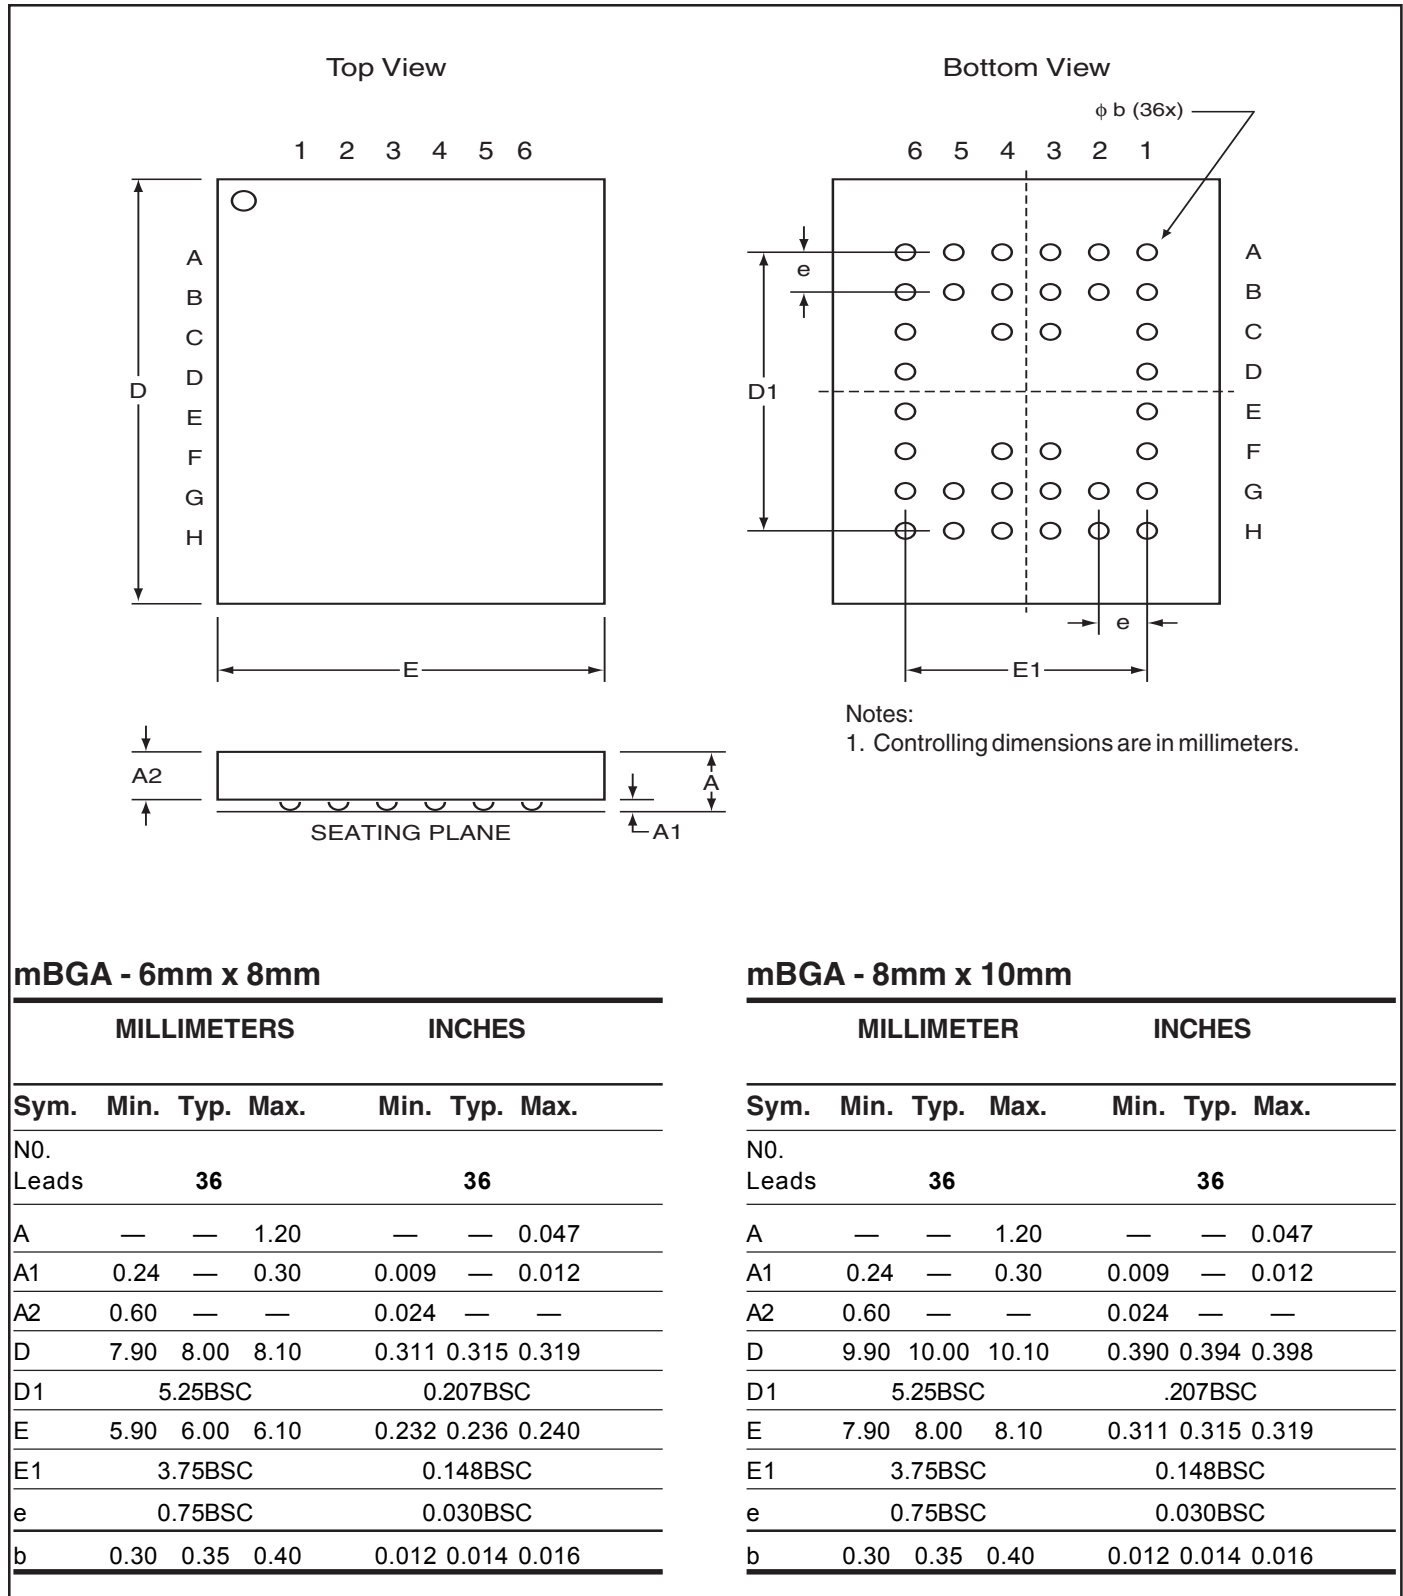 Top View
1 2 3 4 5 6
A
B
C
D
E
F
G
H
D
E
A2
A
A1
SEATING PLANE
Bottom View
ϕ b (36x)
6 5 4 3 2 1
e
D1
A
B
C
D
E
F
G
H
e
E1
Notes:
1. Controlling dimensions are in millimeters.
mBGA - 6mm x 8mm
MILLIMETERS INCHES
Sym. Min. Typ. Max. Min. Typ. Max.
N0.
Leads 36 36
A — — 1.20 — — 0.047
A1 0.24 — 0.30 0.009 — 0.012
A2 0.60 — — 0.024 — —
D 7.90 8.00 8.10 0.311 0.315 0.319
D1 5.25BSC 0.207BSC
E 5.90 6.00 6.10 0.232 0.236 0.240
E1 3.75BSC 0.148BSC
e 0.75BSC 0.030BSC
b 0.30 0.35 0.40 0.012 0.014 0.016
mBGA - 8mm x 10mm
MILLIMETER INCHES
Sym. Min. Typ. Max. Min. Typ. Max.
N0.
Leads 36 36
A — — 1.20 — — 0.047
A1 0.24 — 0.30 0.009 — 0.012
A2 0.60 — — 0.024 — —
D 9.90 10.00 10.10 0.390 0.394 0.398
D1 5.25BSC .207BSC
E 7.90 8.00 8.10 0.311 0.315 0.319
E1 3.75BSC 0.148BSC
e 0.75BSC 0.030BSC
b 0.30 0.35 0.40 0.012 0.014 0.016